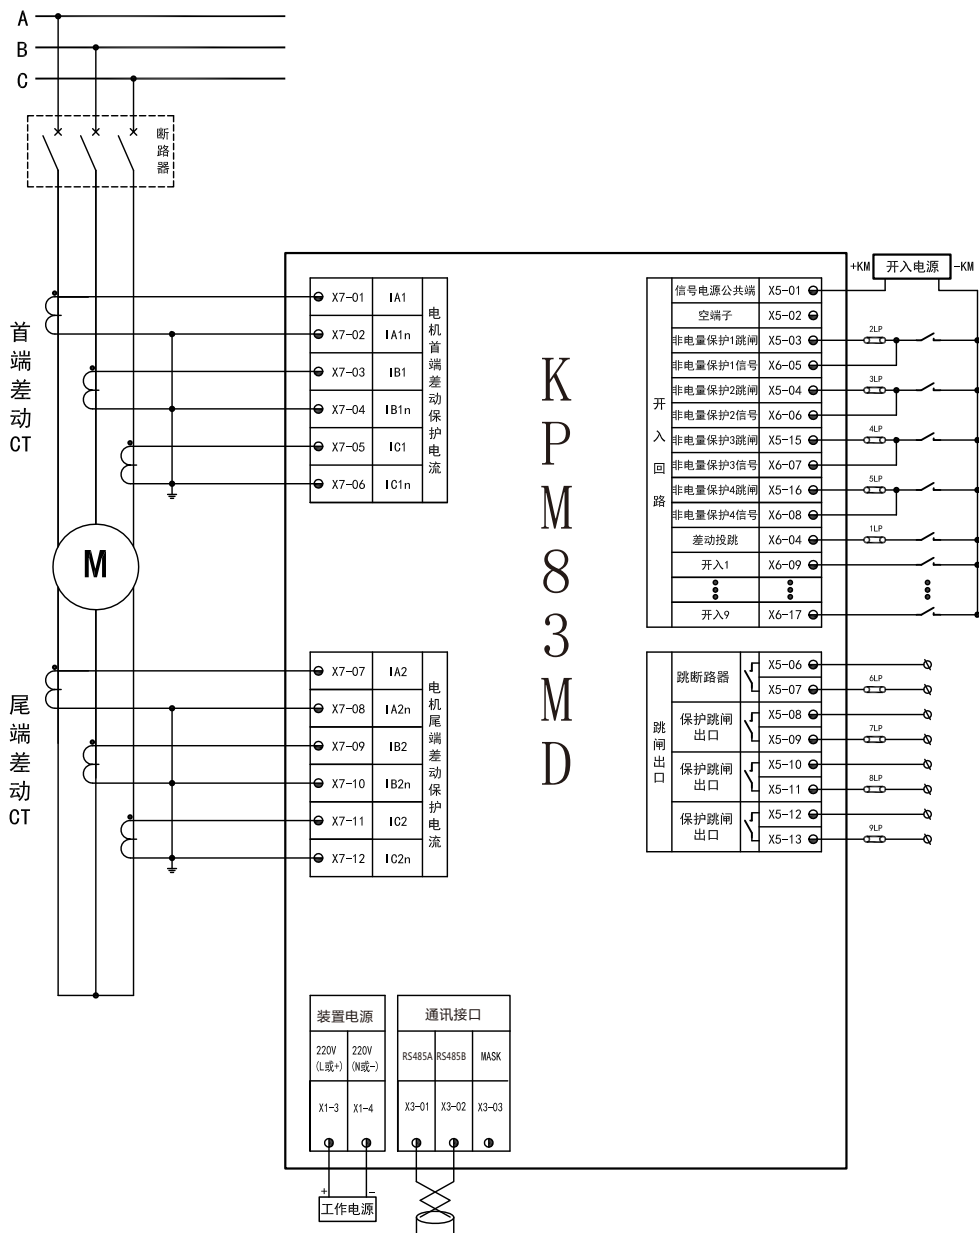 A
B
C
断路器
首端差动CT
尾端差动CT
M
X7-01 IA1
X7-02 IA1n
X7-03 IB1
X7-04 IB1n
X7-05 IC1
X7-06 IC1n
电机首端差动保护电流
X7-07 IA2
X7-08 IA2n
X7-09 IB2
X7-10 IB2n
X7-11 IC2
X7-12 IC2n
电机尾端差动保护电流
KPM83MD
+KM 开入电源 -KM
开入回路
信号电源公共端 X5-01
空端子 X5-02
非电量保护1跳闸 X5-03 2LP
非电量保护1信号 X6-05
非电量保护2跳闸 X5-04 3LP
非电量保护2信号 X6-06
非电量保护3跳闸 X5-15 4LP
非电量保护3信号 X6-07
非电量保护4跳闸 X5-16 5LP
非电量保护4信号 X6-08
差动投跳 X6-04 1LP
开入1 X6-09
开入9 X6-17
跳闸出口
跳断路器 X5-06
X5-07 6LP
保护跳闸出口 X5-08
X5-09 7LP
保护跳闸出口 X5-10
X5-11 8LP
保护跳闸出口 X5-12
X5-13 9LP
装置电源
220V (L或+) 220V (N或-)
X1-3 X1-4
+ -
工作电源
通讯接口
RS485A RS485B MASK
X3-01 X3-02 X3-03